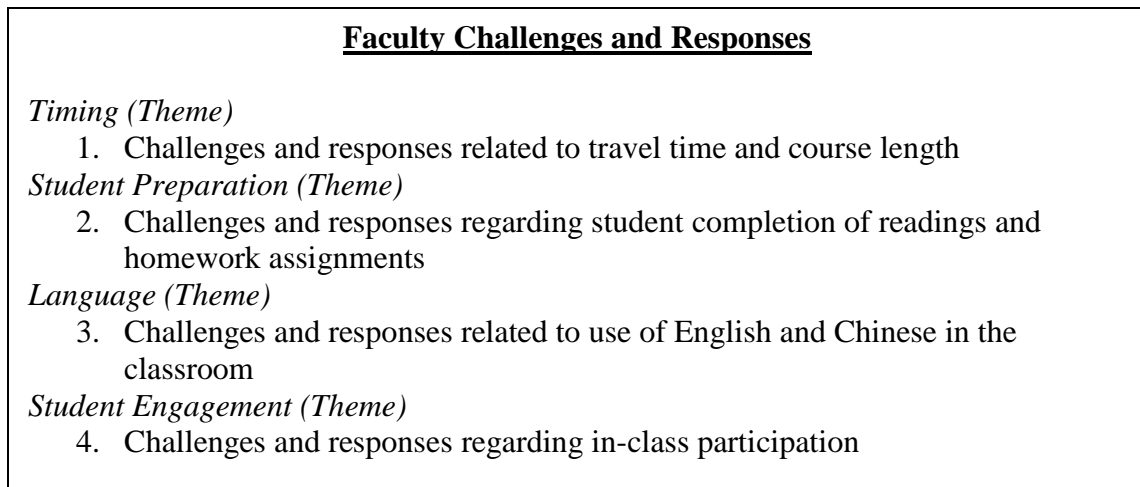 Faculty Challenges and Responses
Timing (Theme)
1. Challenges and responses related to travel time and course length
Student Preparation (Theme)
2. Challenges and responses regarding student completion of readings and
homework assignments
Language (Theme)
3. Challenges and responses related to use of English and Chinese in the
classroom
Student Engagement (Theme)
4. Challenges and responses regarding in-class participation